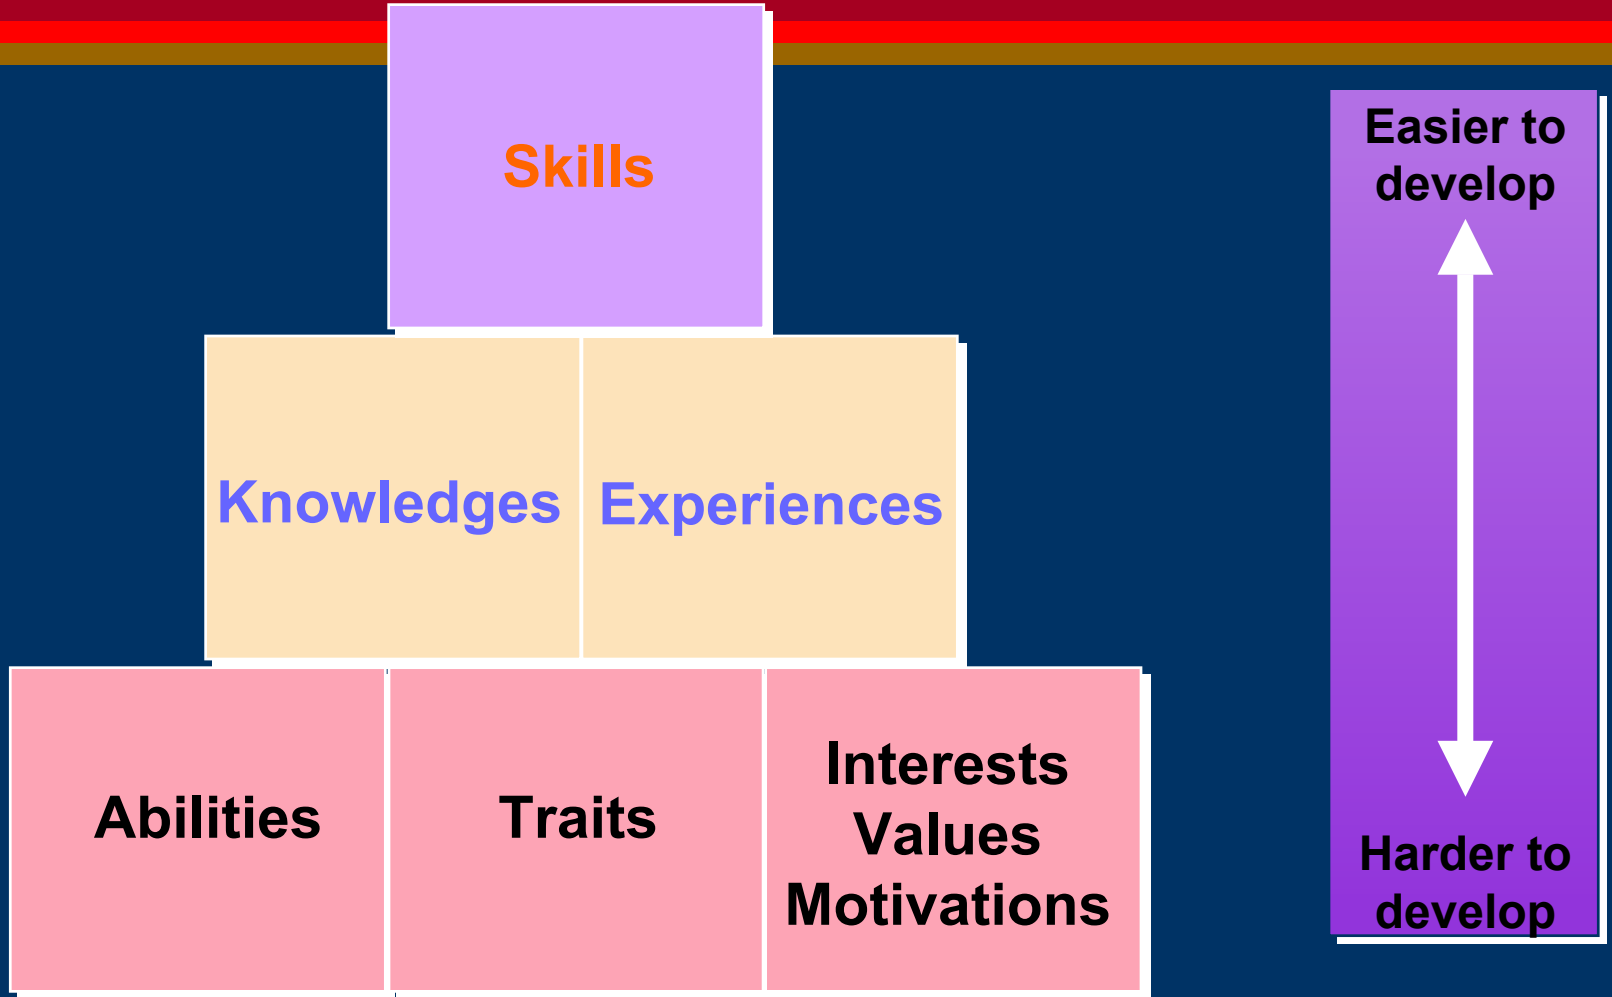 Skills
Easier to
develop
Knowledges
Experiences
Abilities
Traits
Interests
Values
Motivations
Harder to
develop